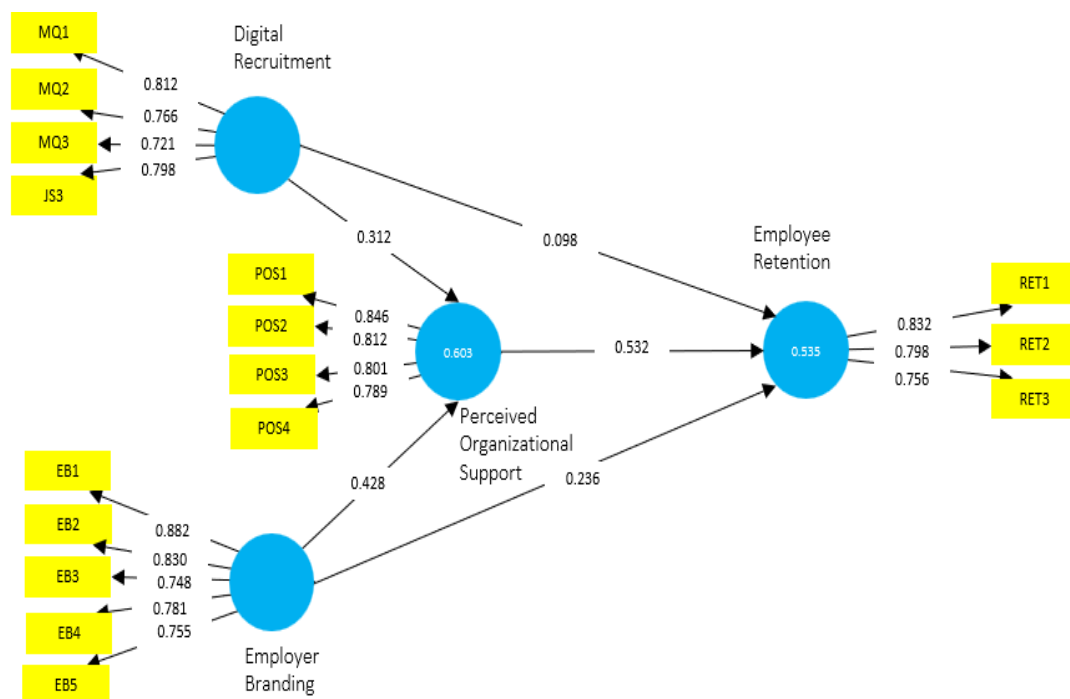 MQ1
MQ2
MQ3
JS3
0.812
0.766
0.721
0.798
Digital
Recruitment
0.312
0.098
POS1
POS2
POS3
POS4
0.846
0.812
0.801
0.789
0.603
Perceived
Organizational
Support
0.532
Employee
Retention
0.535
0.832
0.798
0.756
RET1
RET2
RET3
0.428
0.236
EB1
EB2
EB3
EB4
EB5
0.882
0.830
0.748
0.781
0.755
Employer
Branding